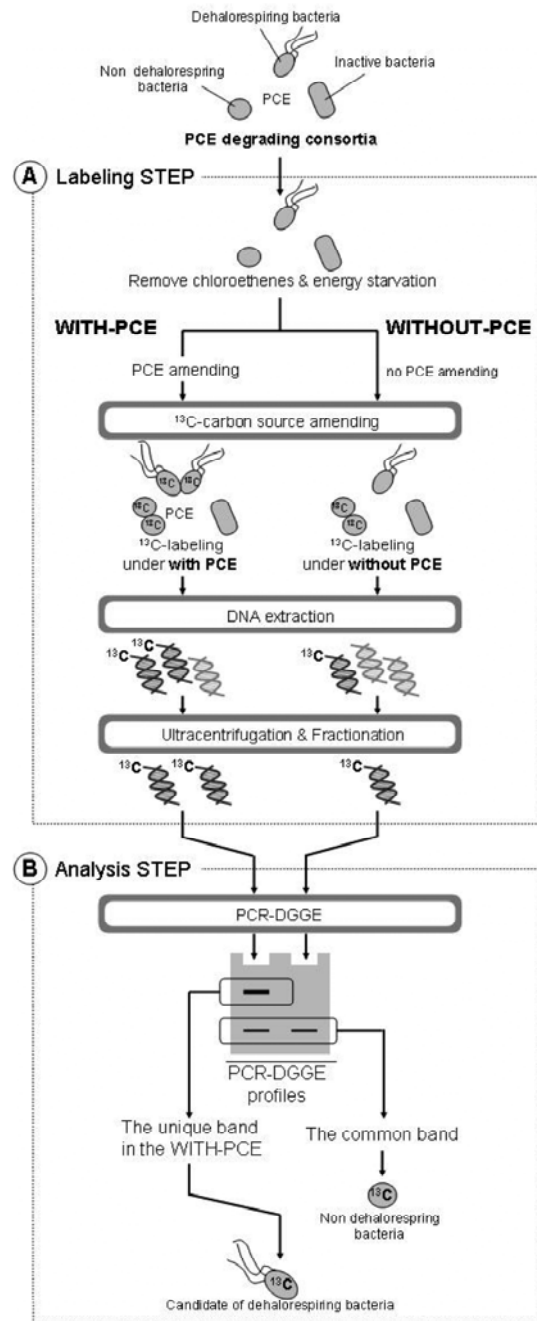 Dehalorespiring bacteria
Non dehalorespring
bacteria
Inactive bacteria
PCE
PCE degrading consortia
A Labeling STEP
Remove chloroethenes & energy starvation
WITH-PCE
WITHOUT-PCE
PCE amending
no PCE amending
¹³C-carbon source amending
¹³C ¹³C
¹³C PCE
¹³C
¹³C
¹³C
¹³C-labeling
under with PCE
¹³C-labeling
under without PCE
DNA extraction
¹³C
¹³C
¹³C
Ultracentrifugation & Fractionation
¹³C
¹³C
¹³C
B Analysis STEP
PCR-DGGE
PCR-DGGE
profiles
The unique band
in the WITH-PCE
The common band
¹³C
Non dehalorespring
bacteria
¹³C
Candidate of dehalorespiring bacteria